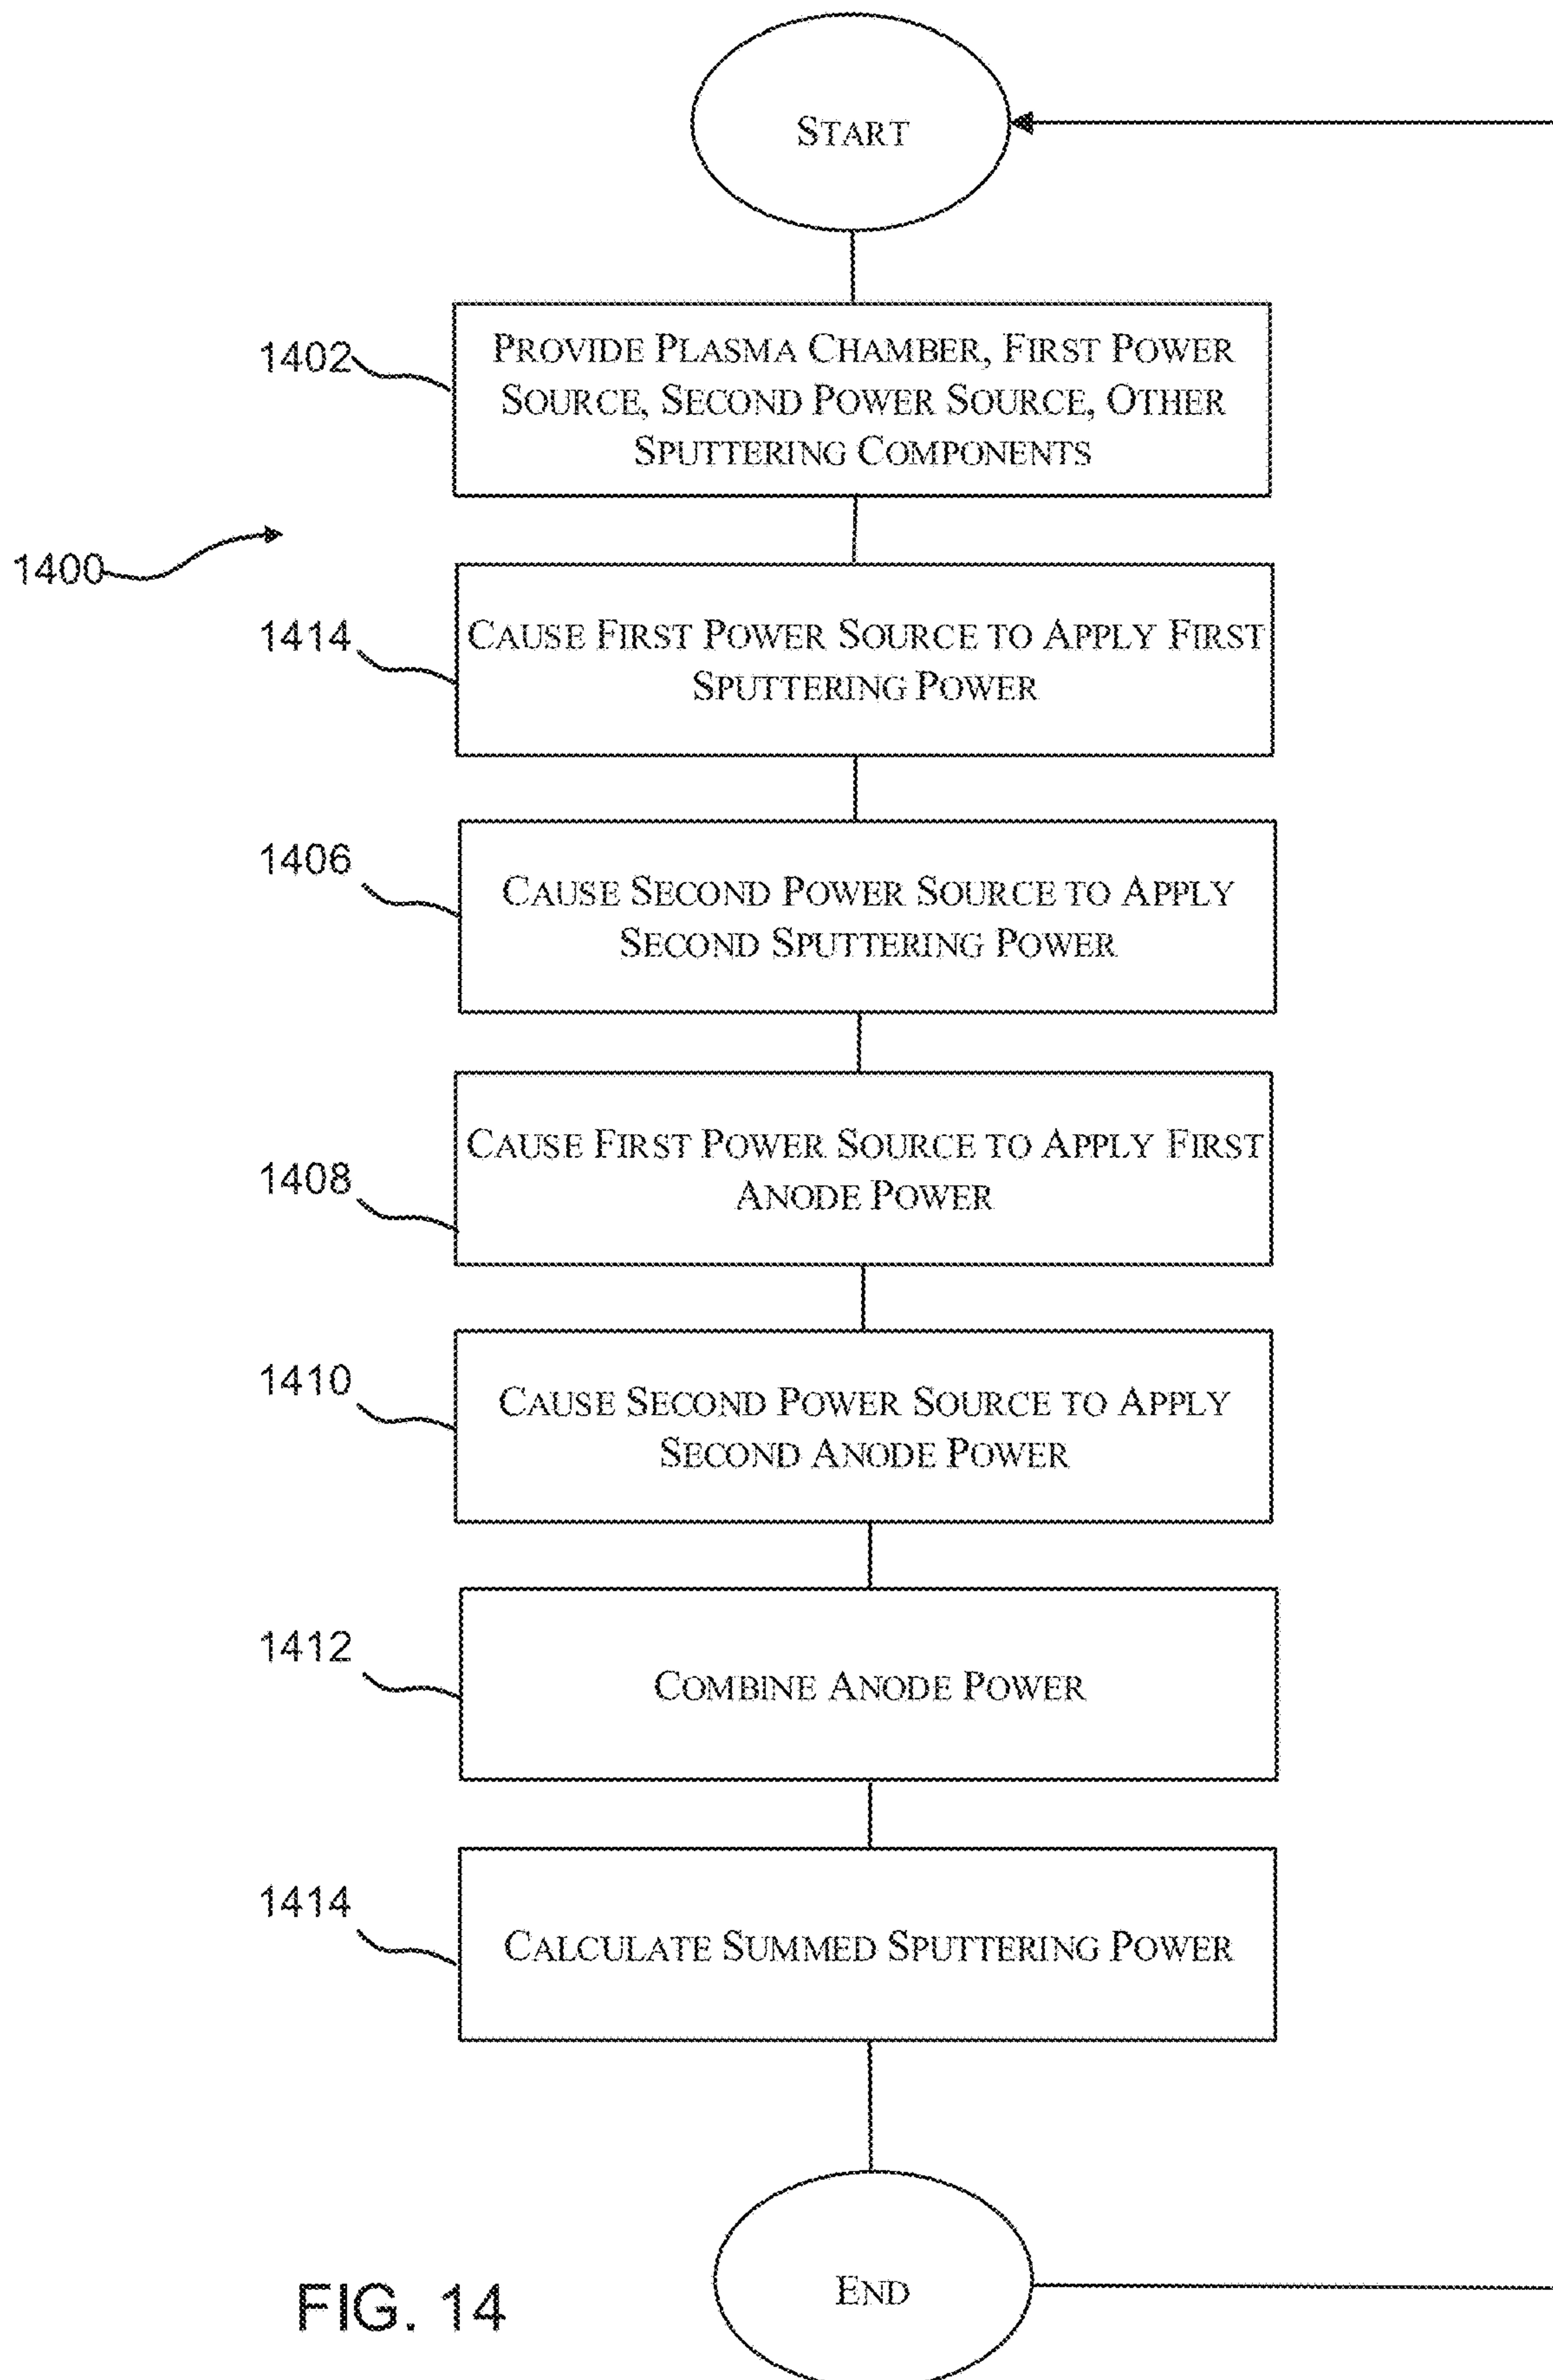 START
1402
PROVIDE PLASMA CHAMBER, FIRST POWER
SOURCE, SECOND POWER SOURCE, OTHER
SPUTTERING COMPONENTS
1400
1414
CAUSE FIRST POWER SOURCE TO APPLY FIRST
SPUTTERING POWER
1406
CAUSE SECOND POWER SOURCE TO APPLY
SECOND SPUTTERING POWER
1408
CAUSE FIRST POWER SOURCE TO APPLY FIRST
ANODE POWER
1410
CAUSE SECOND POWER SOURCE TO APPLY
SECOND ANODE POWER
1412
COMBINE ANODE POWER
1414
CALCULATE SUMMED SPUTTERING POWER
END
FIG. 14